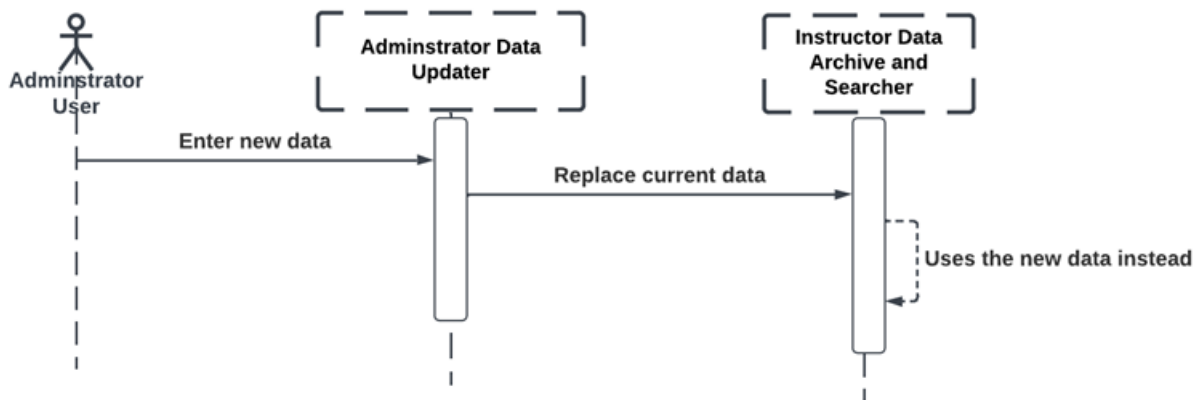 Adminstrator
User
Adminstrator Data
Updater
Instructor Data
Archive and
Searcher
Enter new data
Replace current data
Uses the new data instead